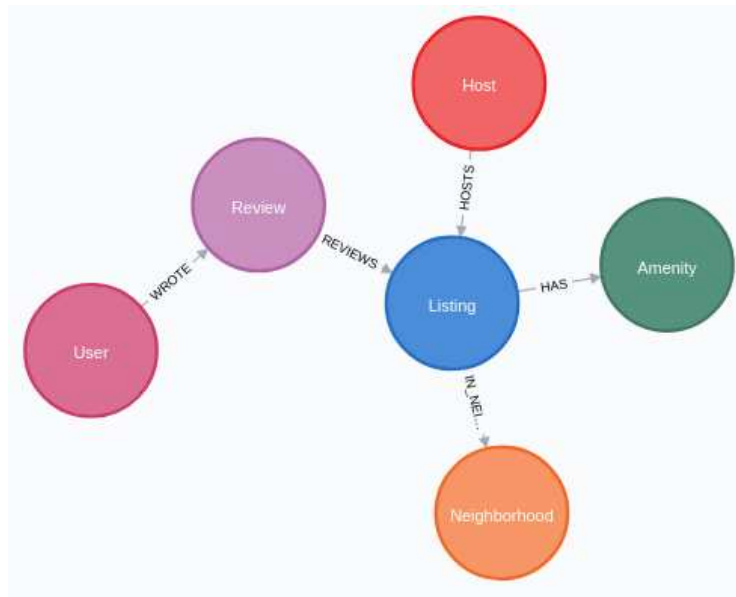 Host
HOSTS
Review
REVIEWS
WROTE
User
Listing
HAS
Amenity
IN_NEI...
Neighborhood